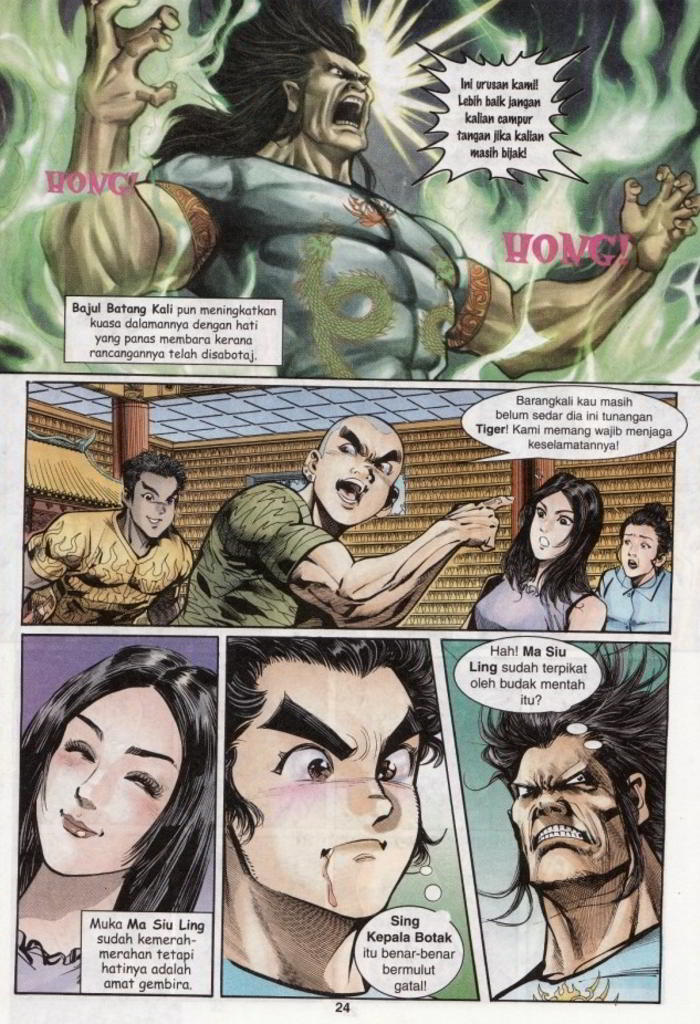 Ini urusan kami!
Lebih baik jangan
kalian campur
tangan jika kalian
masih bijak!
HONG!
HONG!
Bajul Batang Kali pun meningkatkan
kuasa dalamannya dengan hati
yang panas membara kerana
rancangannya telah disabotaj.
Barangkali kau masih
belum sedar dia ini tunangan
Tiger! Kami memang wajib menjaga
keselamatannya!
Muka Ma Siu Ling
sudah kemerah-
merahan tetapi
hatinya adalah
amat gembira.
Sing
Kepala Botak
itu benar-benar
bermulut
gatal!
Hah! Ma Siu
Ling sudah terpikat
oleh budak mentah
itu?
24